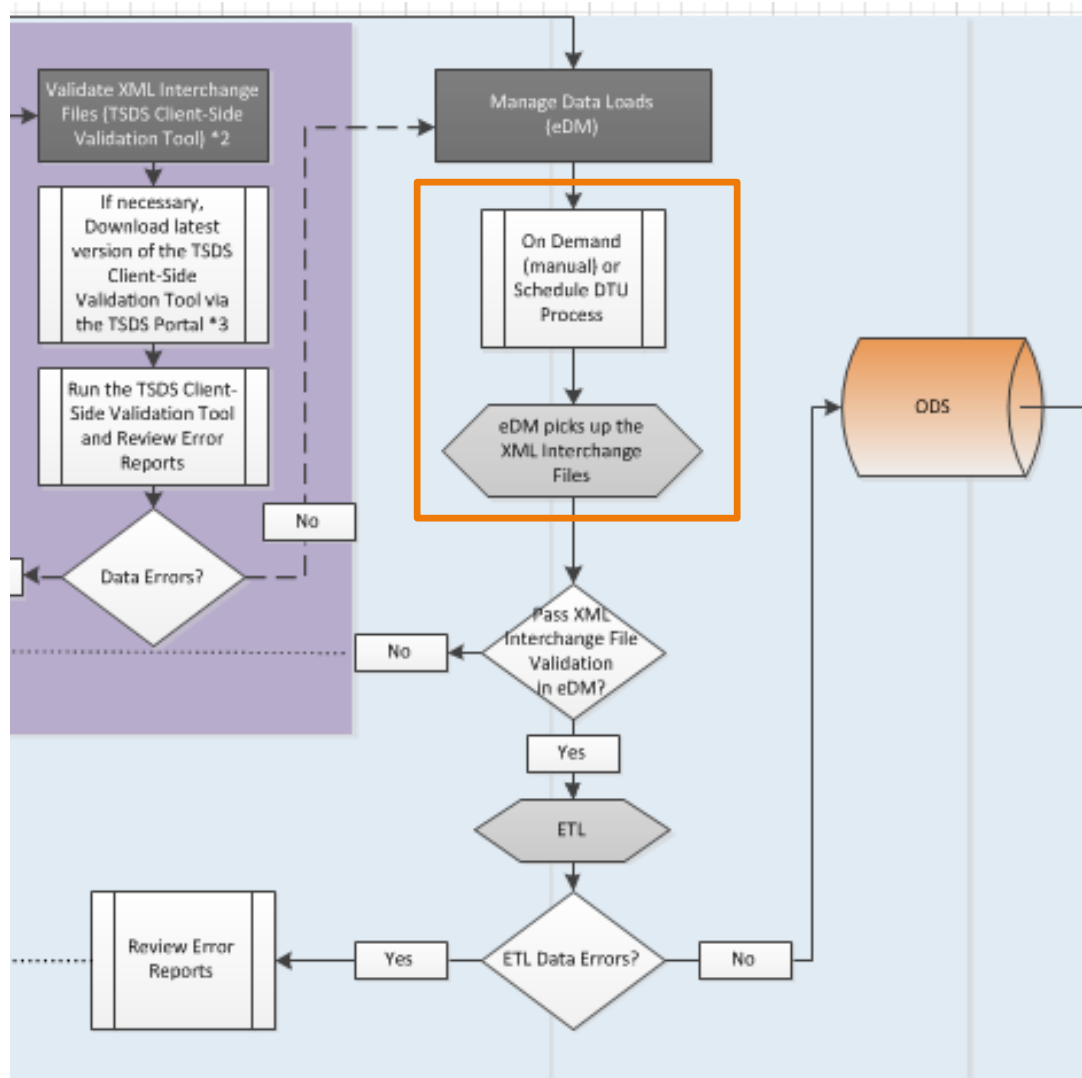 Validate XML Interchange
Files (TSDS Client-Side
Validation Tool) *2
If necessary,
Download latest
version of the TSDS
Client-Side
Validation Tool via
the TSDS Portal *3
Run the TSDS Client-
Side Validation Tool
and Review Error
Reports
Data Errors?
No
Manage Data Loads
(eDM)
On Demand
(manual) or
Schedule DTU
Process
eDM picks up the
XML Interchange
Files
Pass XML
Interchange File
Validation
in eDM?
No
Yes
ETL
ETL Data Errors?
Yes
Review Error
Reports
No
ODS